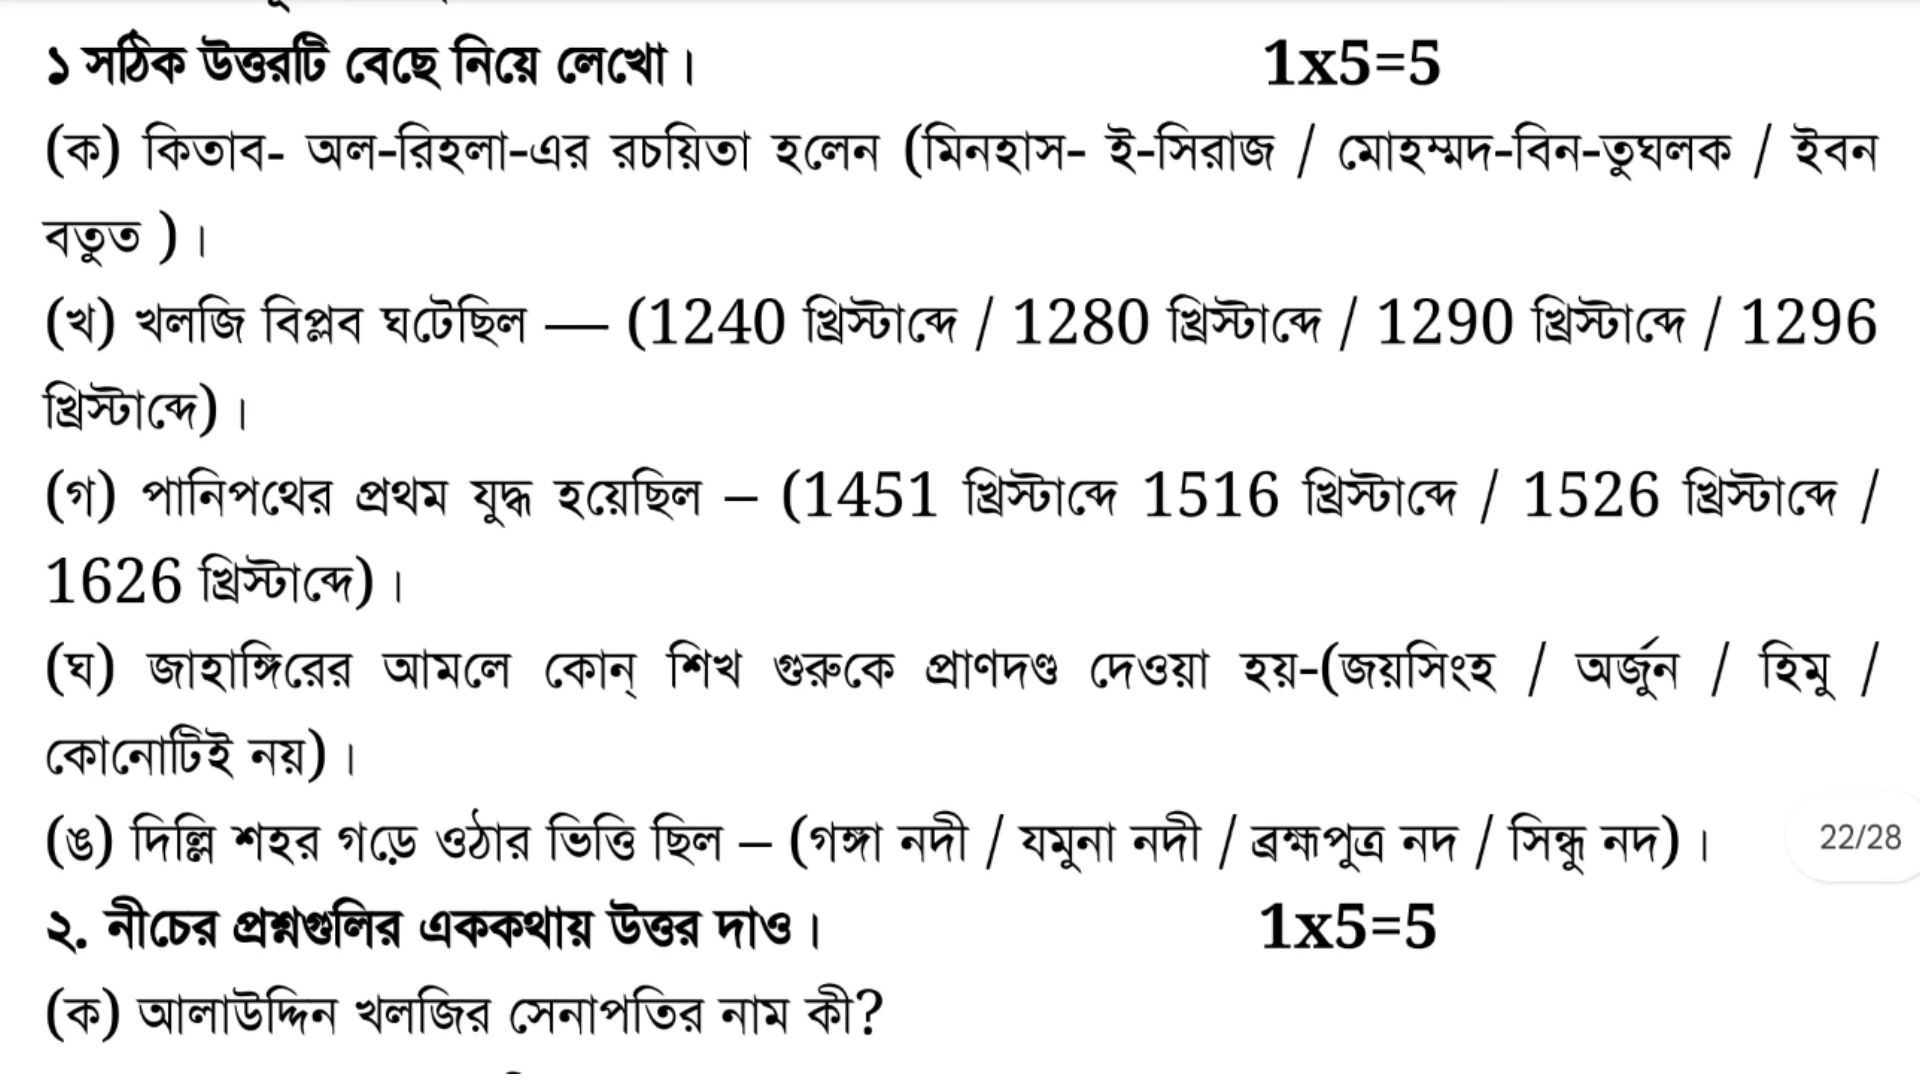 ১ সঠিক উত্তরটি বেছে নিয়ে লেখো। 1x5=5
(ক) কিতাব- অল-রিহলা-এর রচয়িতা হলেন (মিনহাস- ই-সিরাজ / মোহম্মদ-বিন-তুঘলক / ইবন
বতুত )।
(খ) খলজি বিপ্লব ঘটেছিল — (1240 খ্রিস্টাব্দে / 1280 খ্রিস্টাব্দে / 1290 খ্রিস্টাব্দে / 1296
খ্রিস্টাব্দে)।
(গ) পানিপথের প্রথম যুদ্ধ হয়েছিল – (1451 খ্রিস্টাব্দে 1516 খ্রিস্টাব্দে / 1526 খ্রিস্টাব্দে /
1626 খ্রিস্টাব্দে)।
(ঘ) জাহাঙ্গিরের আমলে কোন্ শিখ গুরুকে প্রাণদণ্ড দেওয়া হয়-(জয়সিংহ / অর্জুন / হিমু /
কোনোটিই নয়)।
(ঙ) দিল্লি শহর গড়ে ওঠার ভিত্তি ছিল – (গঙ্গা নদী / যমুনা নদী / ব্রহ্মপুত্র নদ / সিন্ধু নদ)।
22/28
২. নীচের প্রশ্নগুলির এককথায় উত্তর দাও। 1x5=5
(ক) আলাউদ্দিন খলজির সেনাপতির নাম কী?